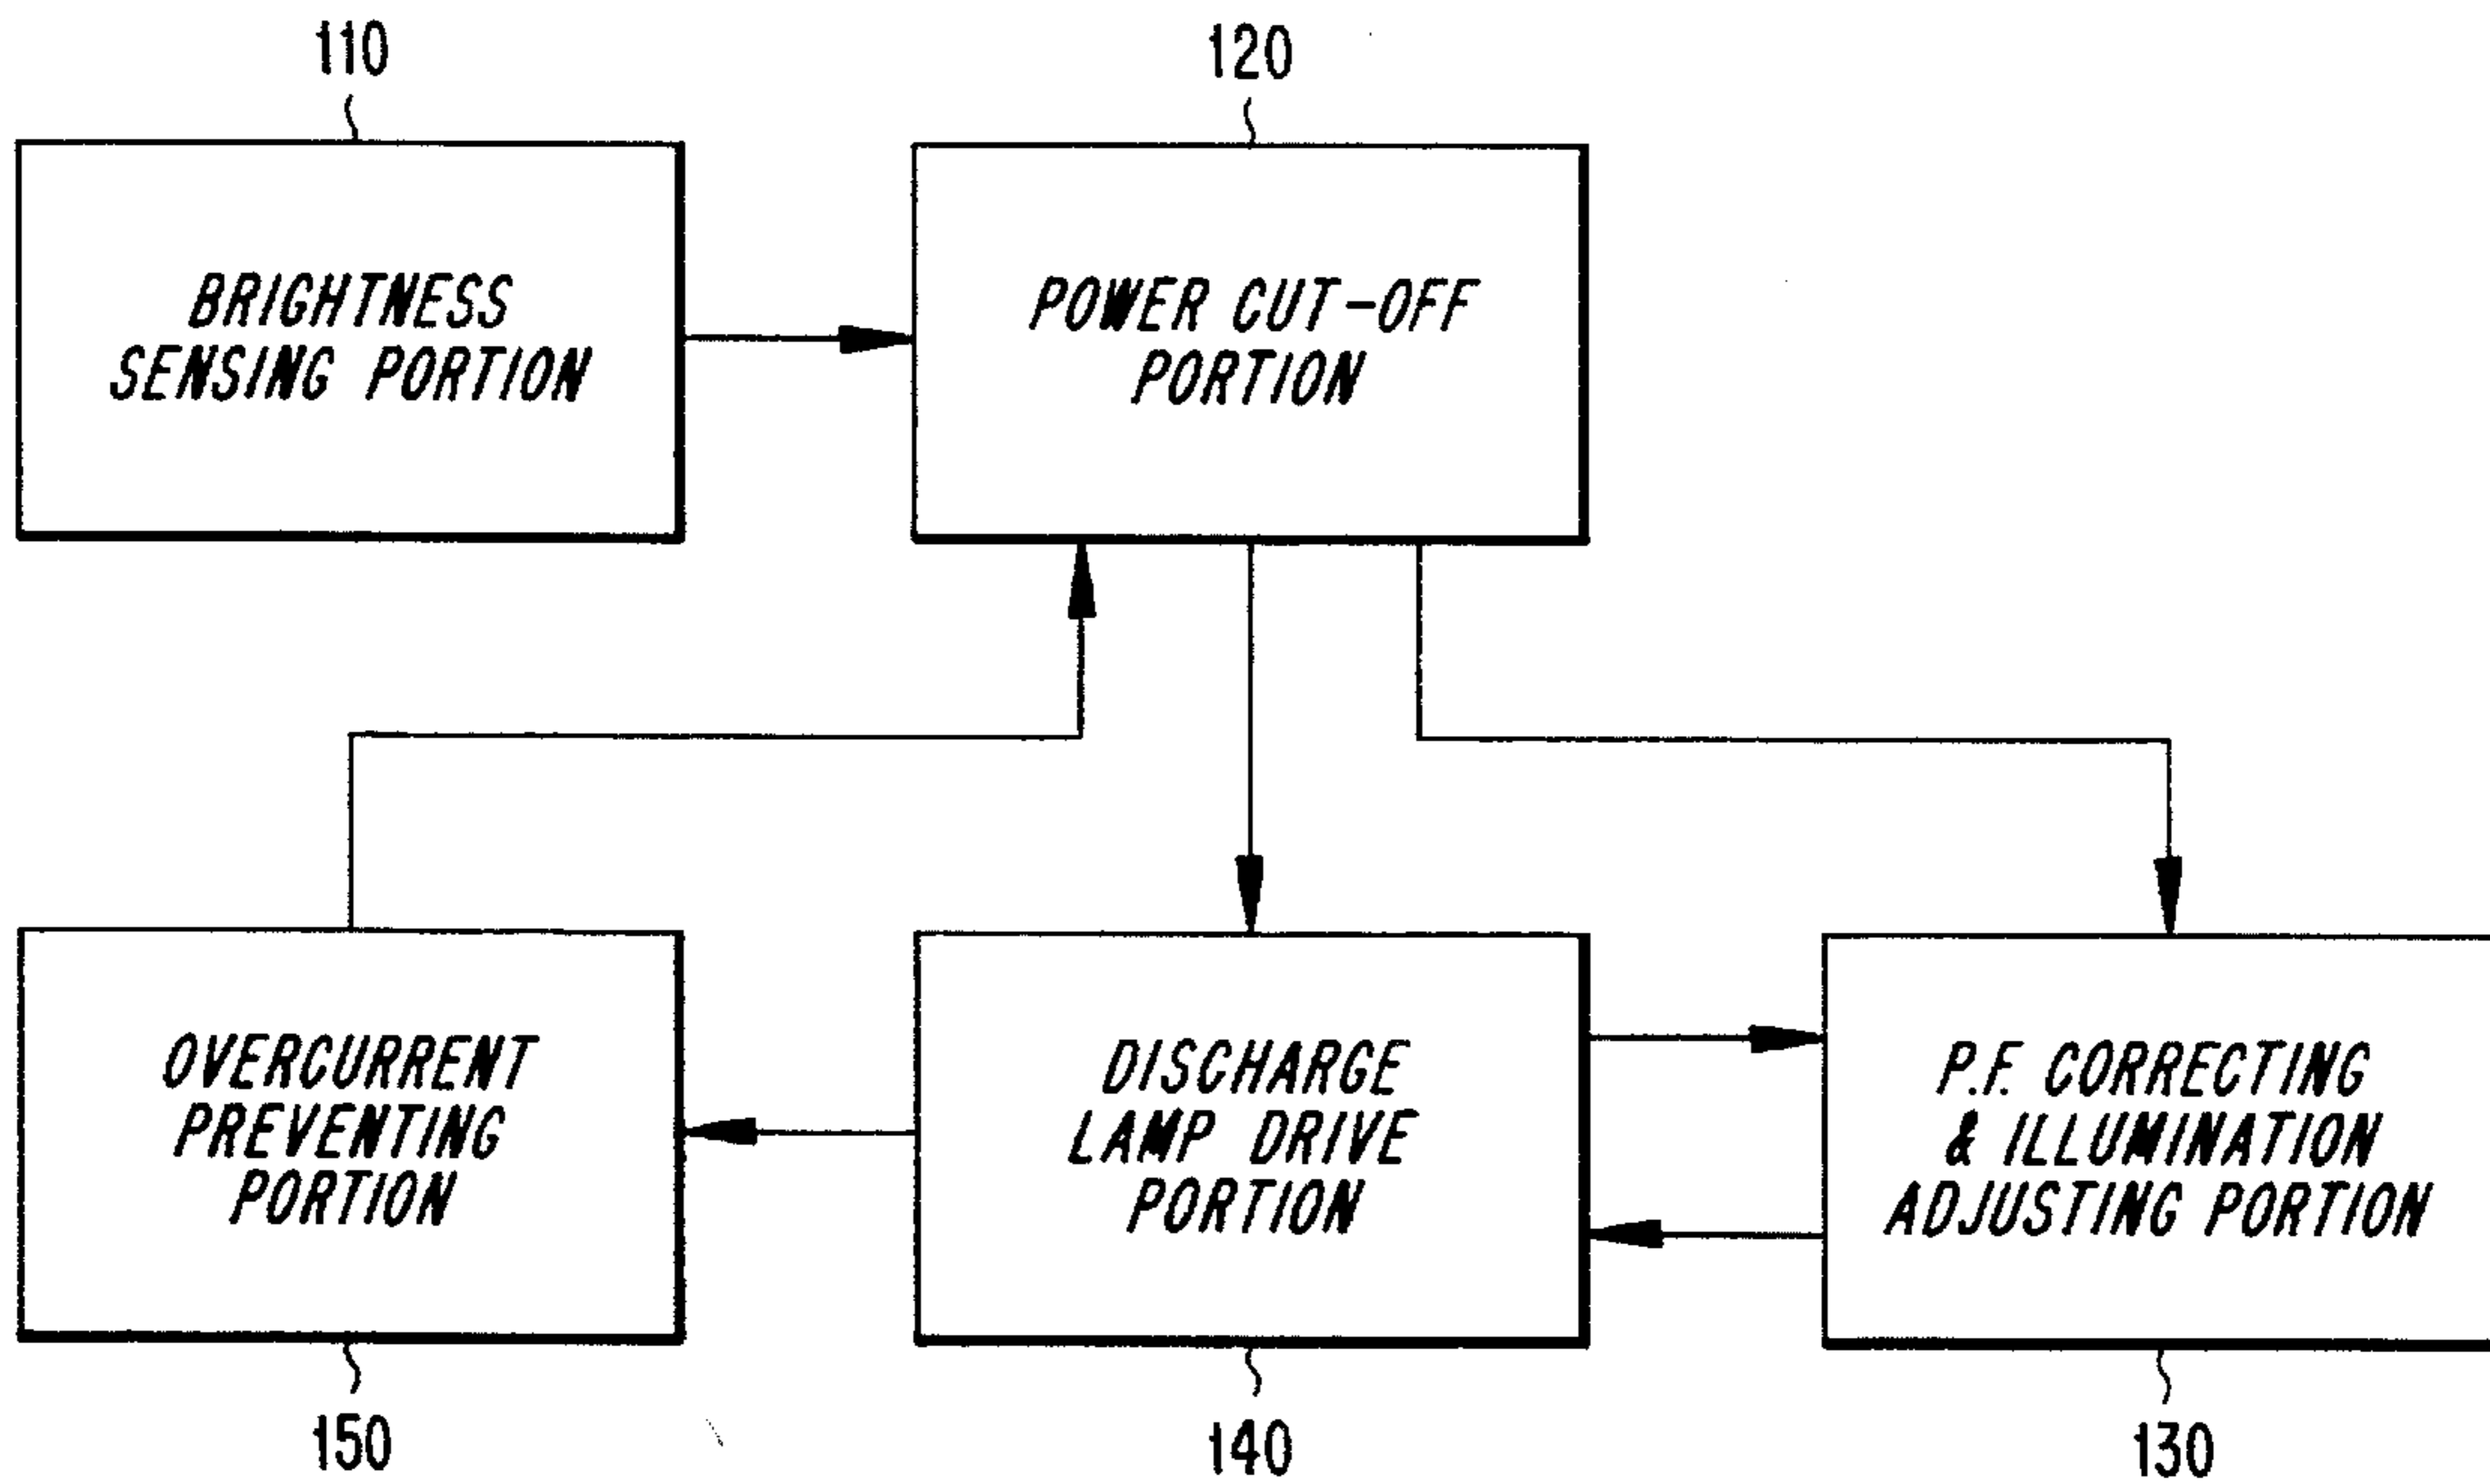 110
120
BRIGHTNESS
SENSING PORTION
POWER CUT-OFF
PORTION
OVERCURRENT
PREVENTING
PORTION
DISCHARGE
LAMP DRIVE
PORTION
P.F. CORRECTING
& ILLUMINATION
ADJUSTING PORTION
150
140
130